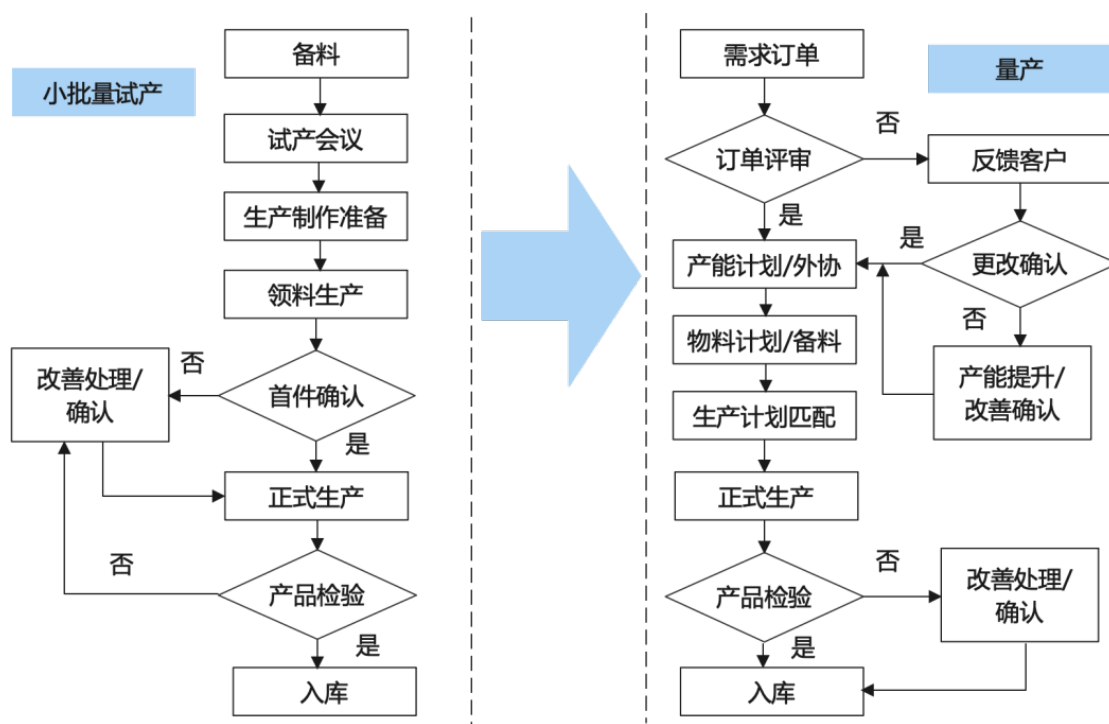 小批量试产
备料
试产会议
生产制作准备
领料生产
首件确认
否
改善处理/
确认
是
正式生产
产品检验
否
是
入库
量产
需求订单
订单评审
否
反馈客户
是
更改确认
是
否
产能提升/
改善确认
产能计划/外协
物料计划/备料
生产计划匹配
正式生产
产品检验
否
改善处理/
确认
是
入库